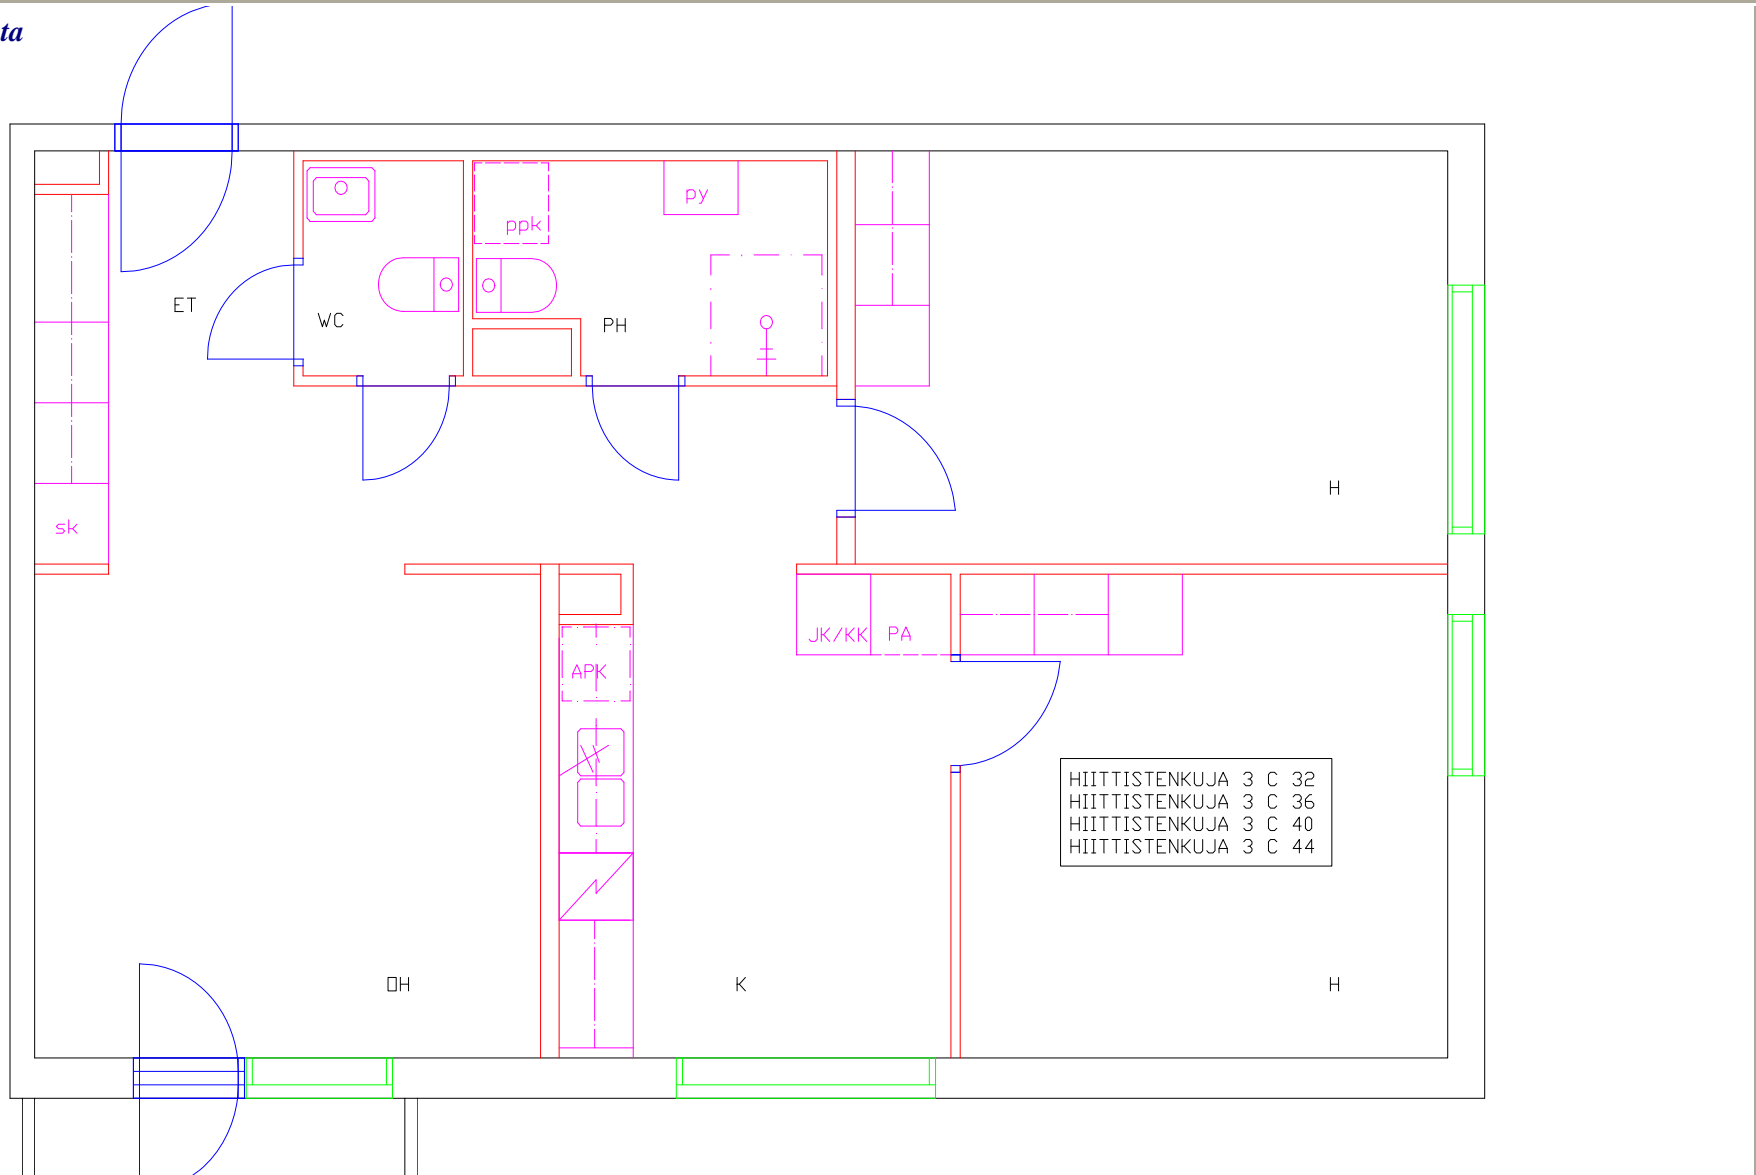 ta
py
ppk
ET
WC
PH
H
sk
JK/KK PA
APK
HIITTISTENKUJA 3 C 32
HIITTISTENKUJA 3 C 36
HIITTISTENKUJA 3 C 40
HIITTISTENKUJA 3 C 44
OH
K
H